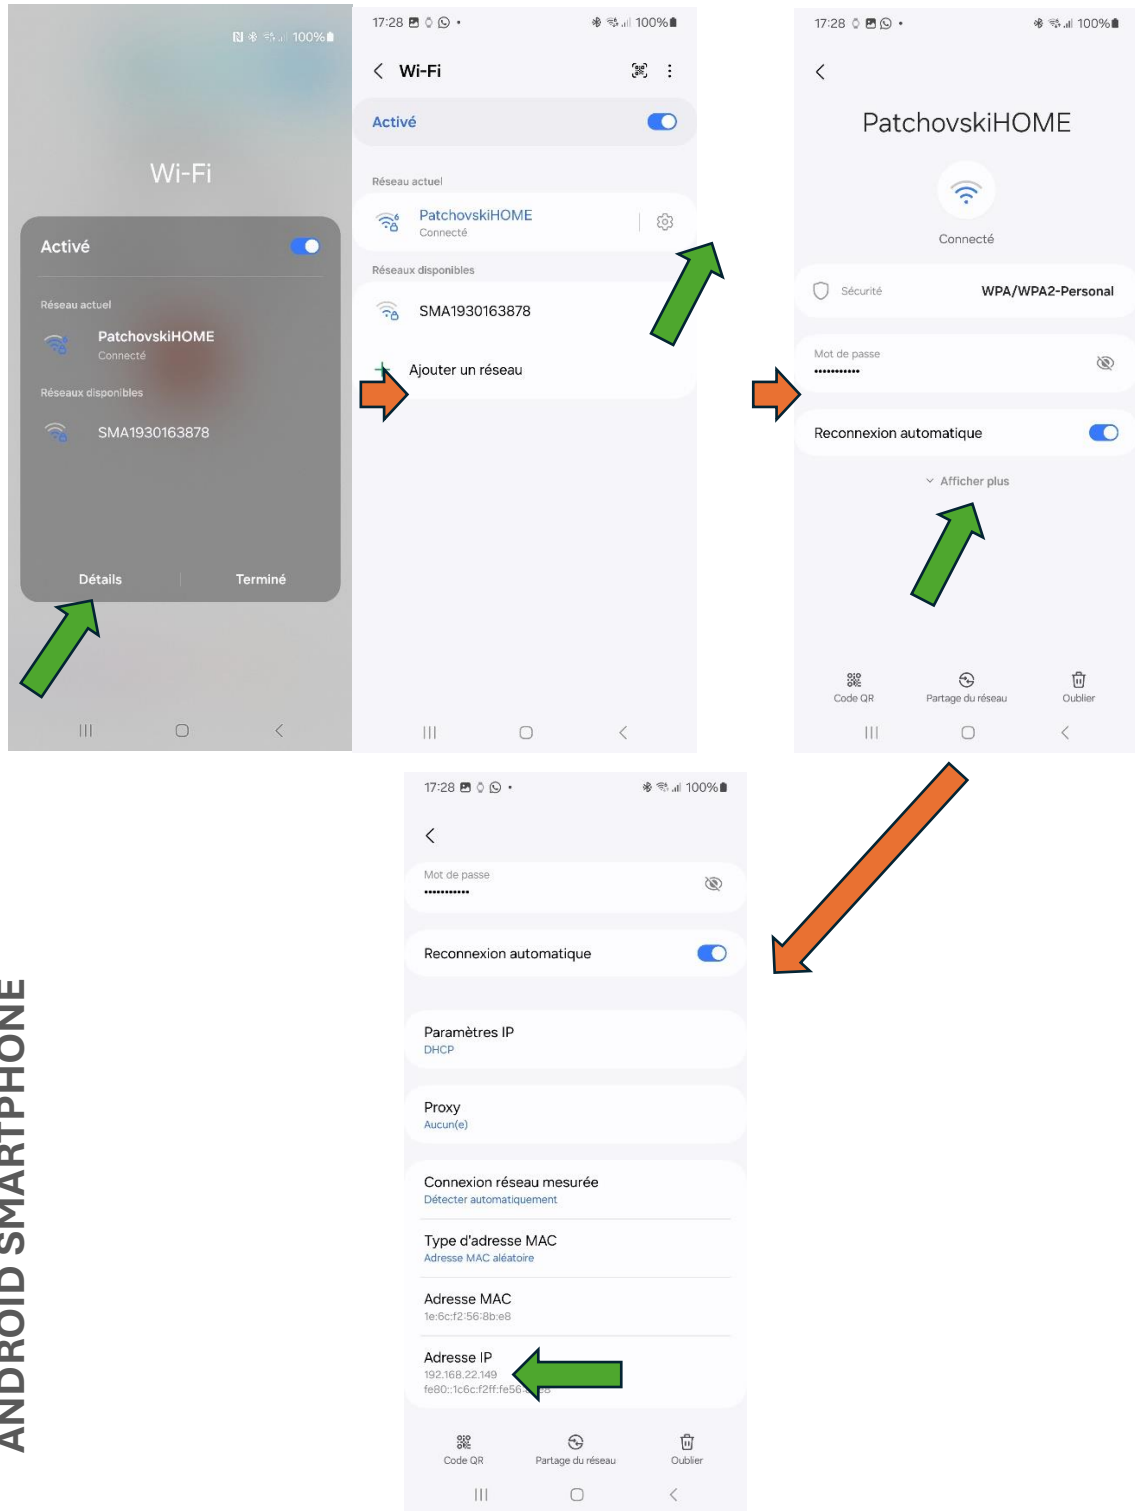 100%
Wi-Fi
Activé
Réseau actuel
PatchovskiHOME
Connecté
Réseaux disponibles
SMA1930163878
Détails
Terminé
17:28
100%
Wi-Fi
Activé
Réseau actuel
PatchovskiHOME
Connecté
Réseaux disponibles
SMA1930163878
Ajouter un réseau
17:28
100%
PatchovskiHOME
Connecté
Sécurité
WPA/WPA2-Personal
Mot de passe
•••••••••••
Reconnexion automatique
Afficher plus
Code QR
Partage du réseau
Oublier
17:28
100%
Mot de passe
•••••••••••
Reconnexion automatique
Paramètres IP
DHCP
Proxy
Aucun(e)
Connexion réseau mesurée
Détecter automatiquement
Type d'adresse MAC
Adresse MAC aléatoire
Adresse MAC
1e:6c:f2:56:8b:e8
Adresse IP
192.168.22.149
fe80::1c6c:f2ff:fe56:
Code QR
Partage du réseau
Oublier
ANDROID SMARTPHONE